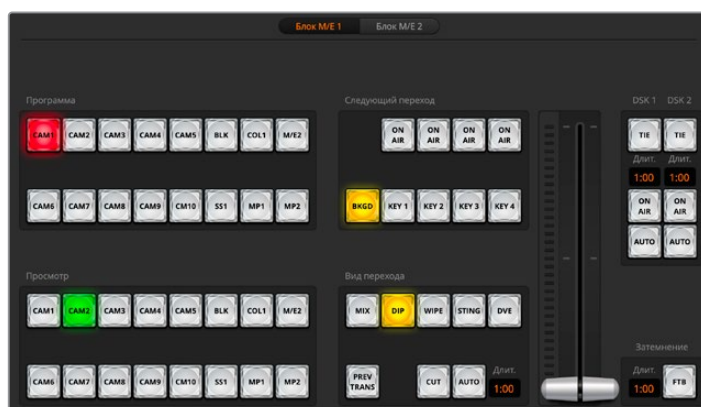 Блок M/E 1 Блок M/E 2
Программа Следующий переход DSK 1 DSK 2
CAM1 CAM2 CAM3 CAM4 CAM5 BLK COL1 M/E2 ON AIR ON AIR ON AIR ON AIR TIE TIE
Длит. Длит.
1:00 1:00
CAM6 CAM7 CAM8 CAM9 CM10 SS1 MP1 MP2 BKGD KEY 1 KEY 2 KEY 3 KEY 4 ON AIR ON AIR
AUTO AUTO
Просмотр Вид перехода
CAM1 CAM2 CAM3 CAM4 CAM5 BLK COL1 M/E2 MIX DIP WIPE STING DVE
Затемнение
Длит. Длит.
CAM6 CAM7 CAM8 CAM9 CM10 SS1 MP1 MP2 PREV TRANS CUT AUTO 1:00 1:00 FTB